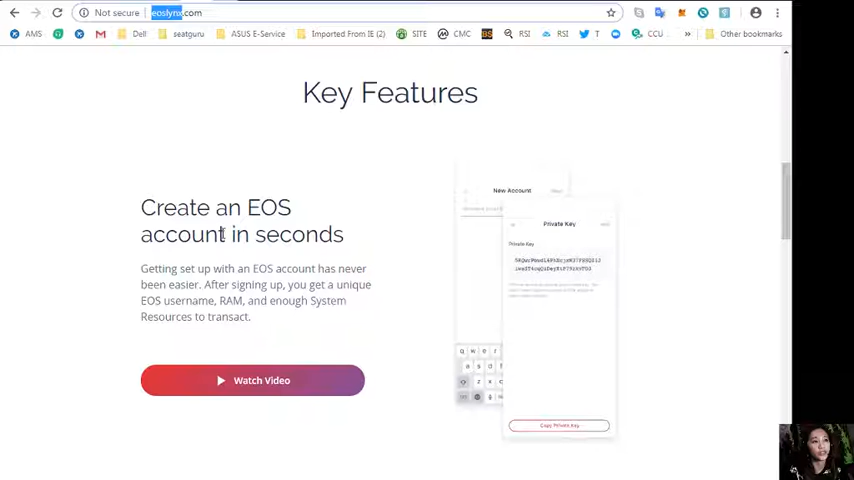 Not secure | eoslynx.com
AMS
Dell
seatguru
ASUS E-Service
Imported From IE (2)
SITE
CMC
RSI
RSI
T
CCU
»
Other bookmarks
Key Features
Create an EOS
account in seconds
Getting set up with an EOS account has never
been easier. After signing up, you get a unique
EOS username, RAM, and enough System
Resources to transact.
Watch Video
New Account
Private Key
Private Key
q w e r
a s d
z x
Copy Private Key